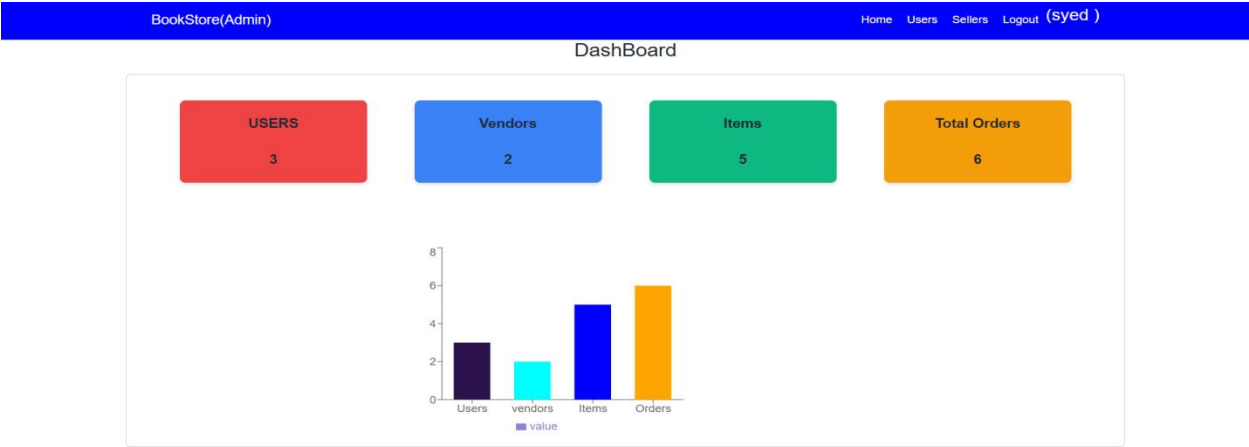 BookStore(Admin) Home Users Sellers Logout (syed )
DashBoard
USERS Vendors Items Total Orders
3 2 5 6
8
6
4
2
0
Users vendors Items Orders
value